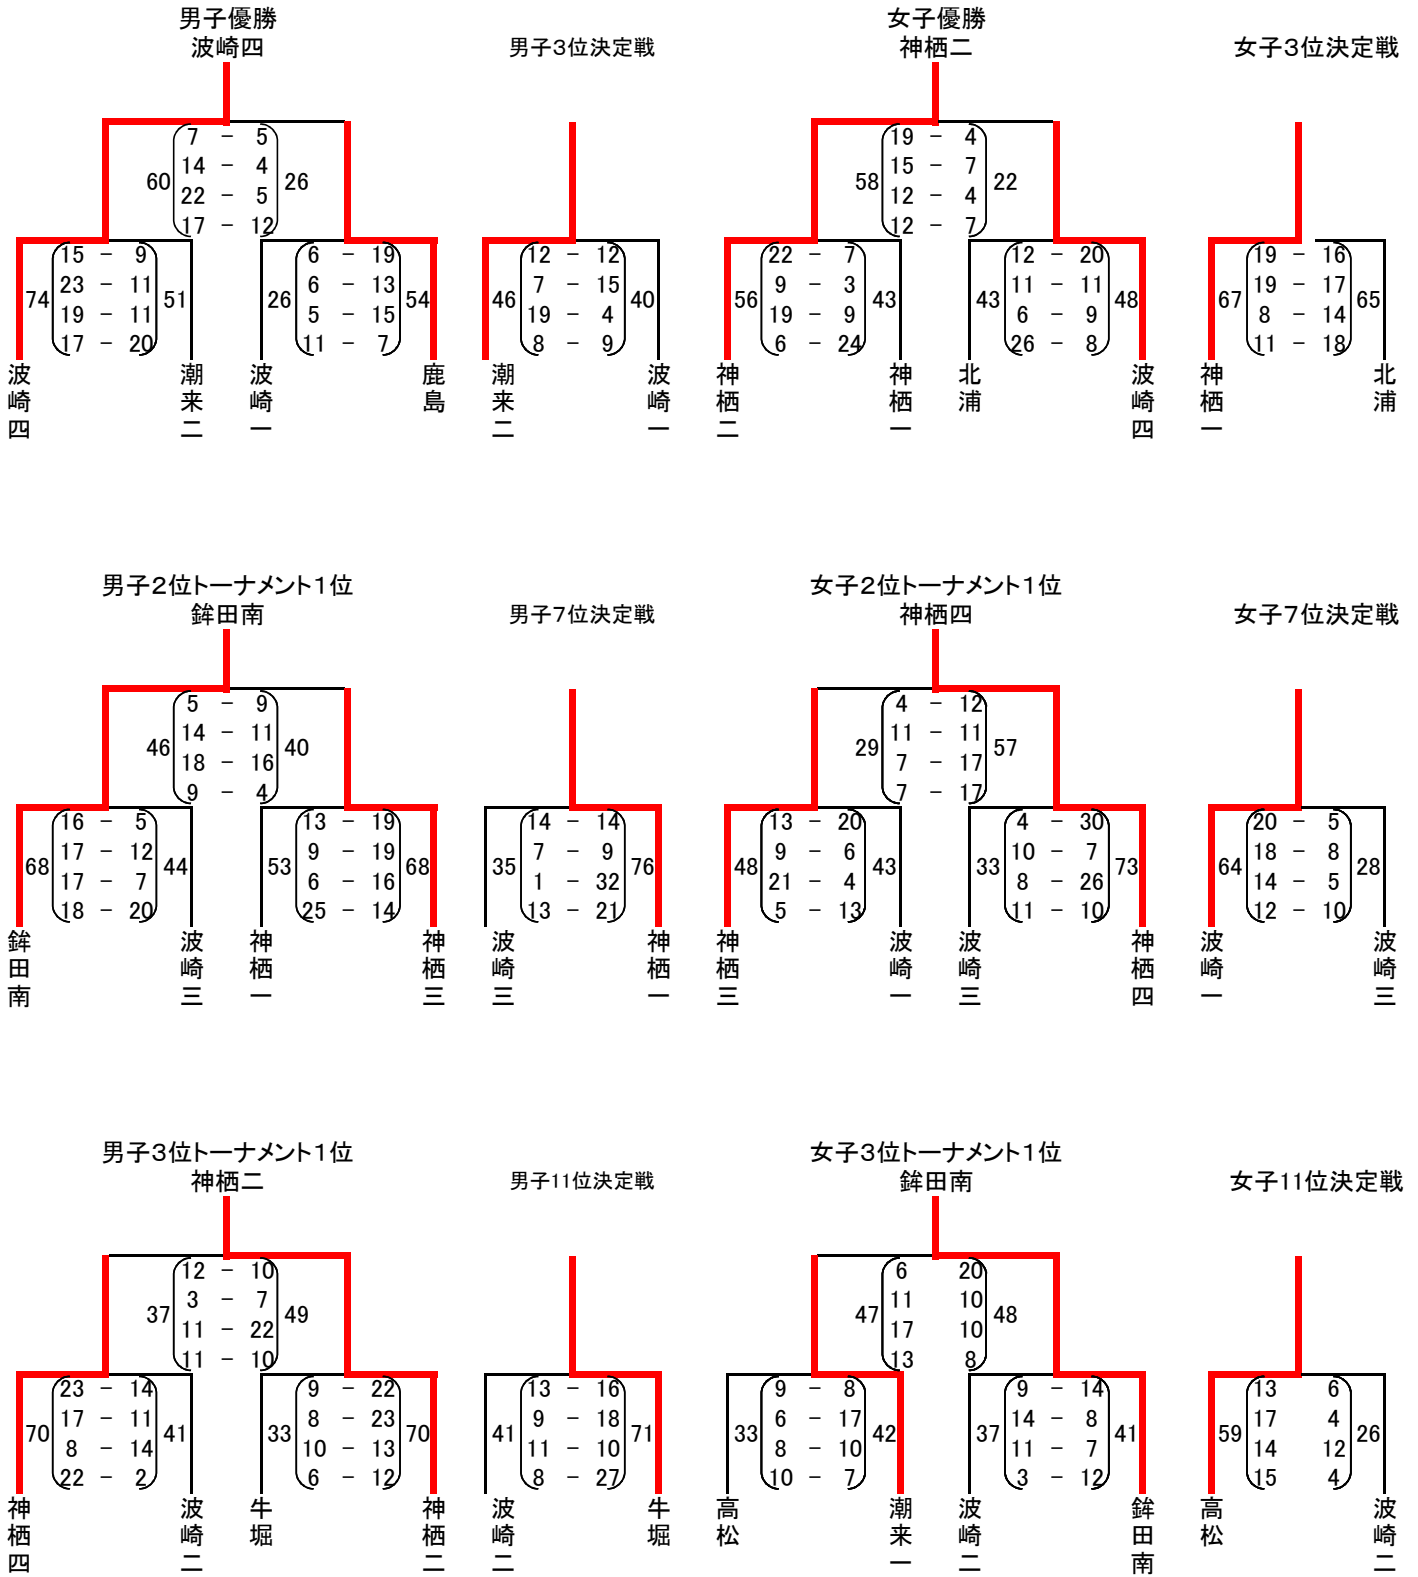 男子優勝
波崎四
男子3位決定戦
女子優勝
神栖二
女子3位決定戦
7 － 5
14 － 4
60 22 － 5 26
17 － 12
19 － 4
15 － 7
58 12 － 4 22
12 － 7
15 － 9
23 － 11
74 19 － 11 51
17 － 20
6 － 19
6 － 13
26 5 － 15 54
11 － 7
12 － 12
7 － 15
46 19 － 4 40
8 － 9
22 － 7
9 － 3
56 19 － 9 43
6 － 24
12 － 20
11 － 11
43 6 － 9 48
26 － 8
19 － 16
19 － 17
67 8 － 14 65
11 － 18
波崎四
潮来二
波崎一
鹿島
潮来二
波崎一
神栖二
神栖一
北浦
波崎四
神栖一
北浦
男子2位トーナメント1位
鉾田南
男子7位決定戦
女子2位トーナメント1位
神栖四
女子7位決定戦
5 － 9
14 － 11
46 18 － 16 40
9 － 4
4 － 12
11 － 11
29 7 － 17 57
7 － 17
16 － 5
17 － 12
68 17 － 7 44
18 － 20
13 － 19
9 － 19
53 6 － 16 68
25 － 14
14 － 14
7 － 9
35 1 － 32 76
13 － 21
13 － 20
9 － 6
48 21 － 4 43
5 － 13
4 － 30
10 － 7
33 8 － 26 73
11 － 10
20 － 5
18 － 8
64 14 － 5 28
12 － 10
鉾田南
波崎三
神栖一
神栖三
波崎三
神栖一
神栖三
波崎一
波崎三
神栖四
波崎一
波崎三
男子3位トーナメント1位
神栖二
男子11位決定戦
女子3位トーナメント1位
鉾田南
女子11位決定戦
12 － 10
3 － 7
37 11 － 22 49
11 － 10
6 20
11 10
47 17 10 48
13 8
23 － 14
17 － 11
70 8 － 14 41
22 － 2
9 － 22
8 － 23
33 10 － 13 70
6 － 12
13 － 16
9 － 18
41 11 － 10 71
8 － 27
9 － 8
6 － 17
33 8 － 10 42
10 － 7
9 － 14
14 － 8
37 11 － 7 41
3 － 12
13 6
17 4
59 14 12 26
15 4
神栖四
波崎二
牛堀
神栖二
波崎二
牛堀
高松
潮来一
波崎二
鉾田南
高松
波崎二